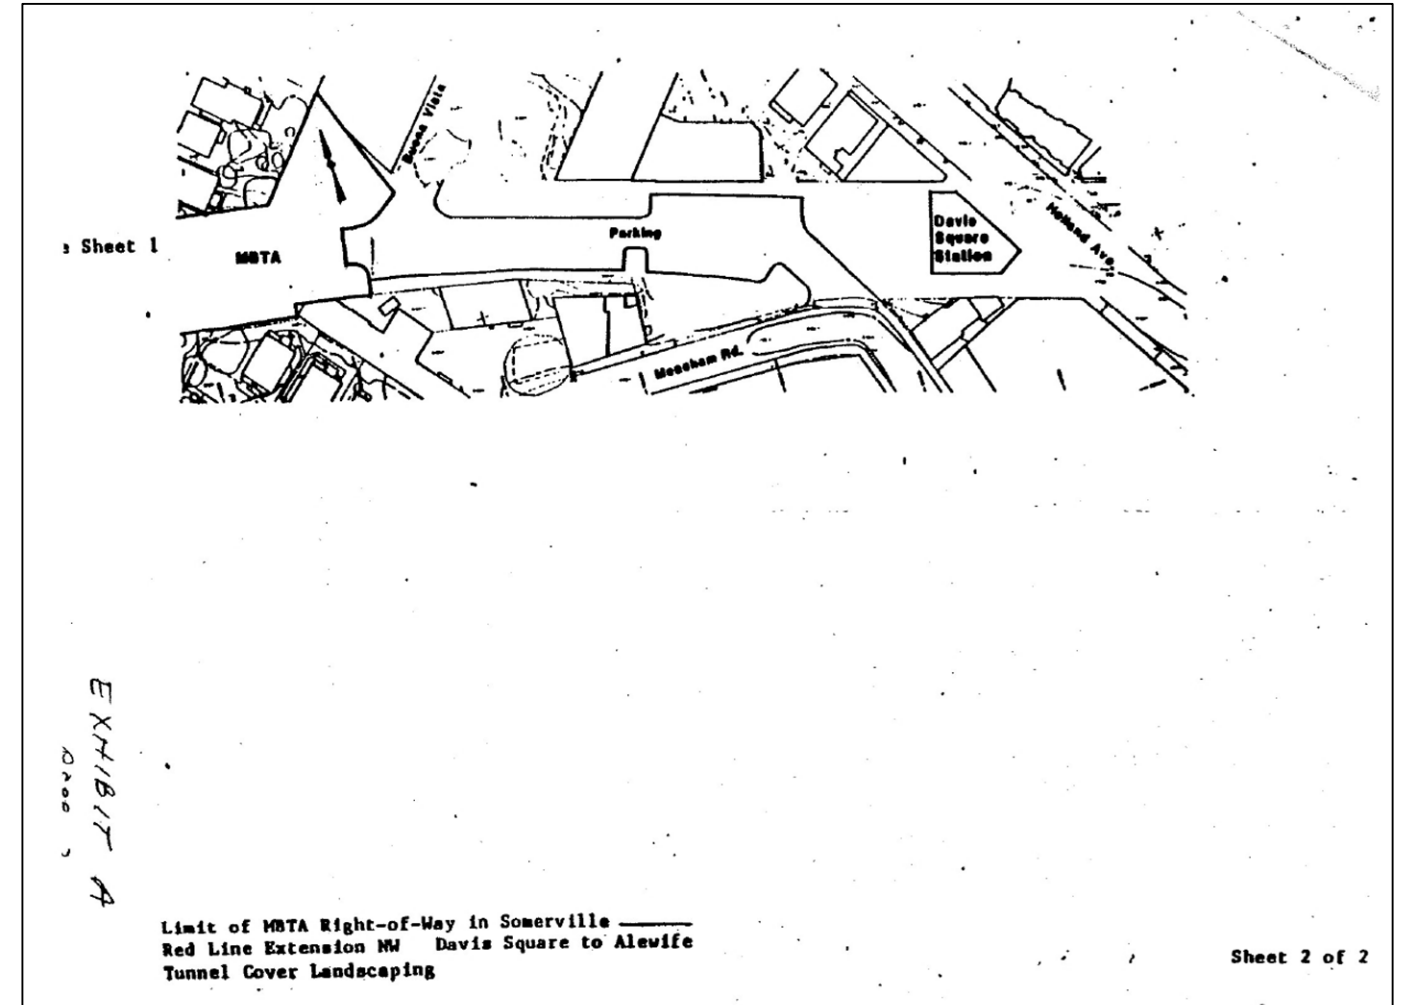 Buena Vista
Sheet 1
MBTA
Parking
Davis
Square
Station
Holland Ave.
Meacham Rd.
EXHIBIT A
Limit of MBTA Right-of-Way in Somerville
Red Line Extension NW Davis Square to Alewife
Tunnel Cover Landscaping
Sheet 2 of 2